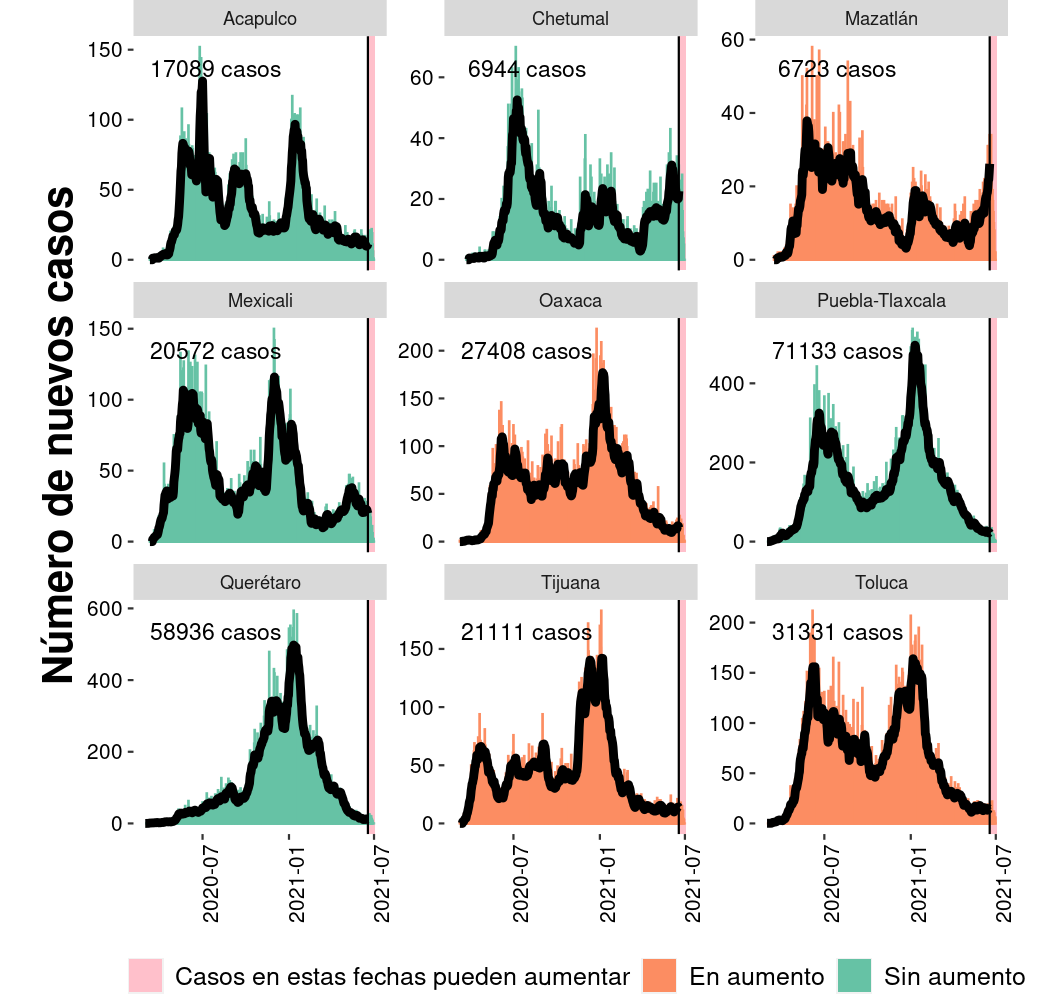 Número de nuevos casos
Acapulco
Chetumal
Mazatlán
17089 casos
6944 casos
6723 casos
150
100
50
0
60
40
20
0
60
40
20
0
Mexicali
Oaxaca
Puebla-Tlaxcala
20572 casos
27408 casos
71133 casos
150
100
50
0
200
150
100
50
0
400
200
0
Querétaro
Tijuana
Toluca
58936 casos
21111 casos
31331 casos
600
400
200
0
150
100
50
0
200
150
100
50
0
2020-07
2021-01
2021-07
2020-07
2021-01
2021-07
2020-07
2021-01
2021-07
Casos en estas fechas pueden aumentar
En aumento
Sin aumento